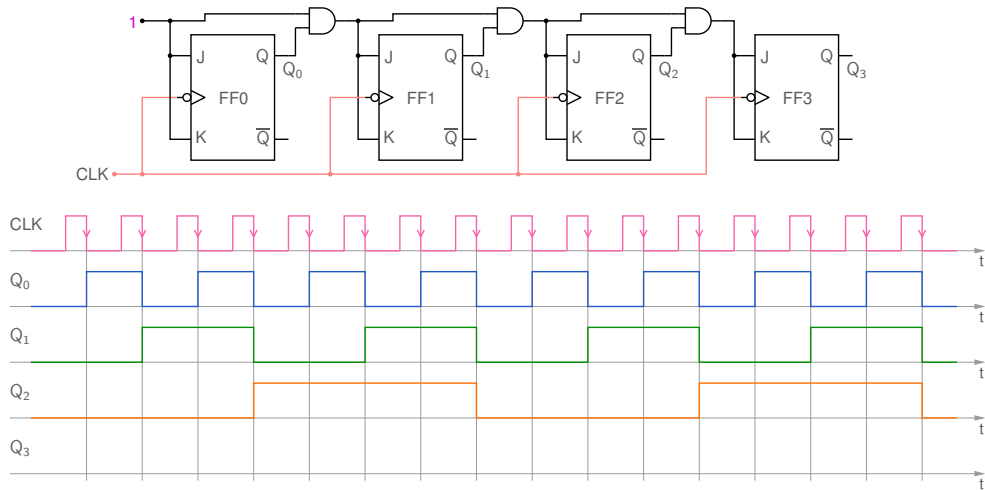 1
J Q J Q J Q J Q
Q₀ Q₁ Q₂ Q₃
FF0 FF1 FF2 FF3
K Q̅ K Q̅ K Q̅ K Q̅
CLK
CLK
t
Q₀
t
Q₁
t
Q₂
t
Q₃
t